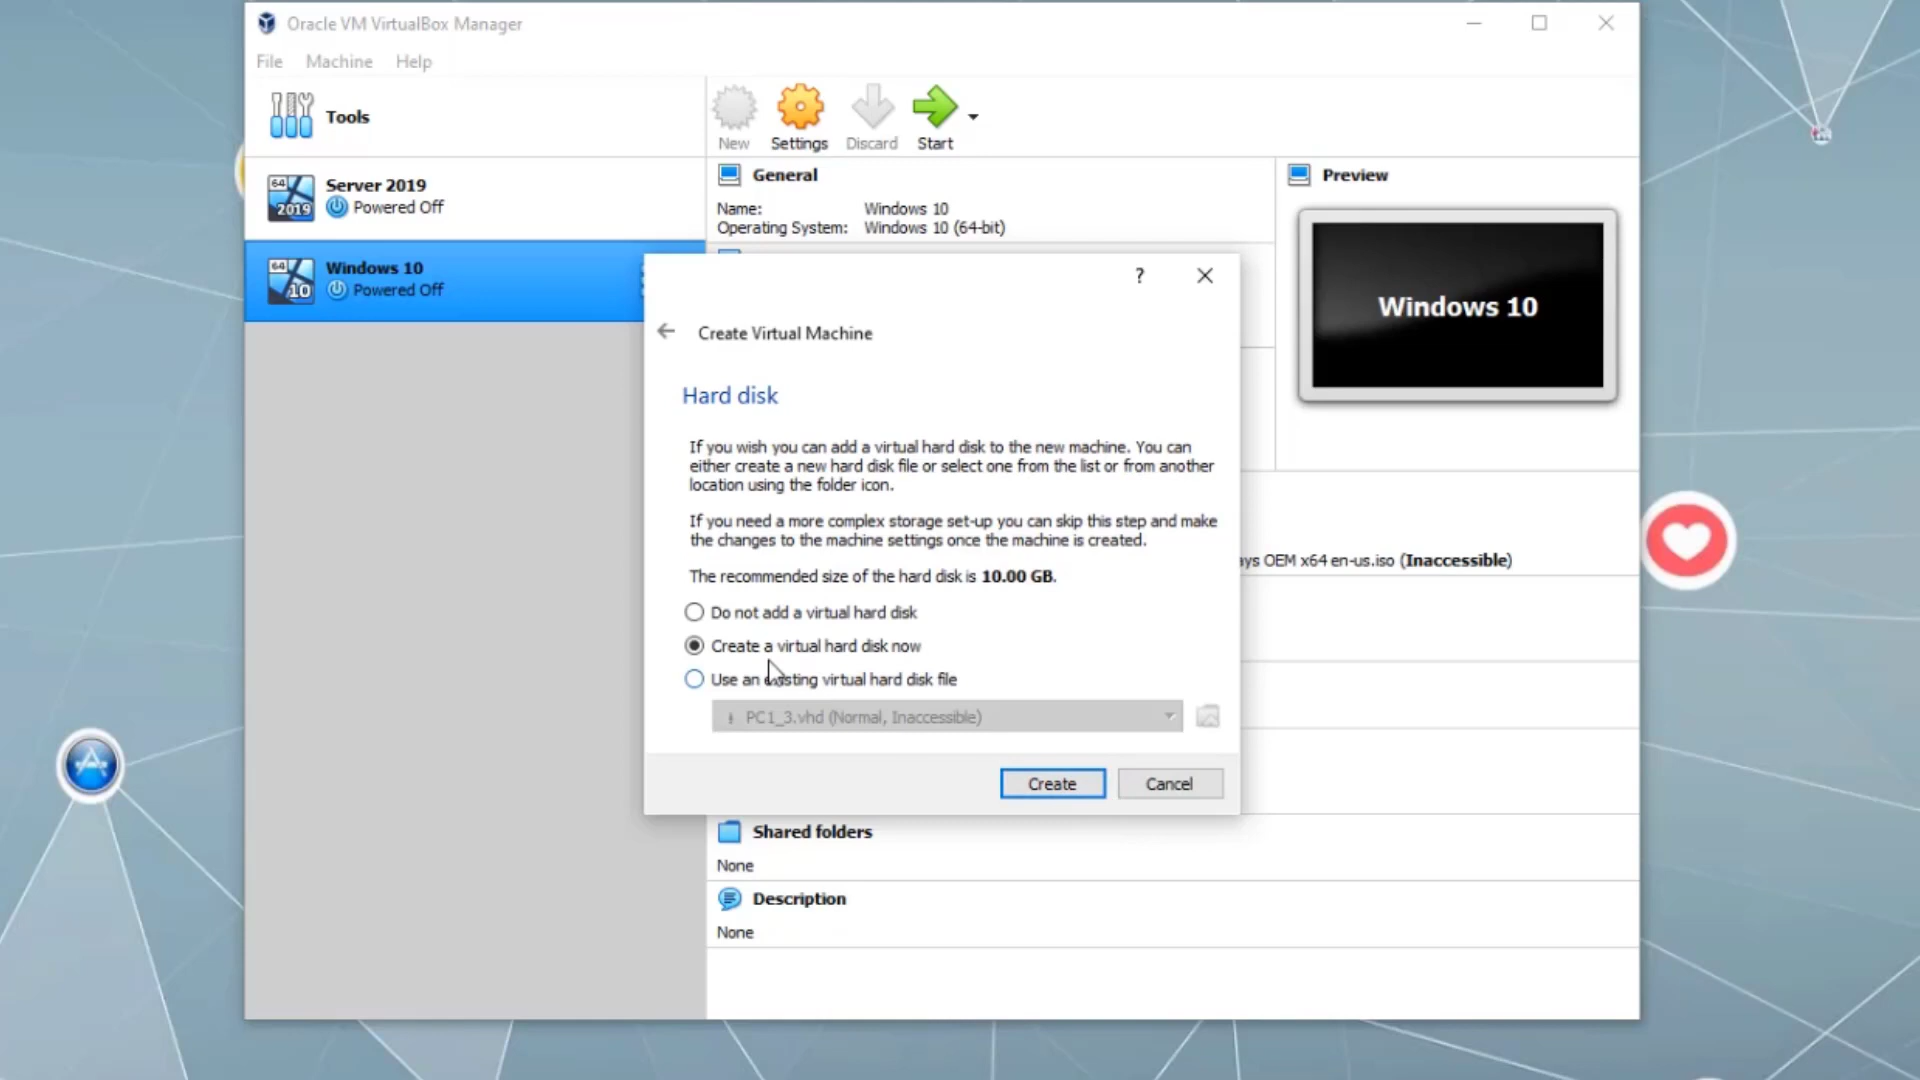 Oracle VM VirtualBox Manager
File Machine Help
Tools
New Settings Discard Start
64
2019
Server 2019
Powered Off
64
10
Windows 10
Powered Off
General
Name: Windows 10
Operating System: Windows 10 (64-bit)
Preview
Windows 10
?
Create Virtual Machine
Hard disk
If you wish you can add a virtual hard disk to the new machine. You can
either create a new hard disk file or select one from the list or from another
location using the folder icon.
If you need a more complex storage set-up you can skip this step and make
the changes to the machine settings once the machine is created.
The recommended size of the hard disk is 10.00 GB.
Do not add a virtual hard disk
Create a virtual hard disk now
Use an existing virtual hard disk file
PC1_3.vhd (Normal, Inaccessible)
Create Cancel
OEM x64 en-us.iso (Inaccessible)
Shared folders
None
Description
None